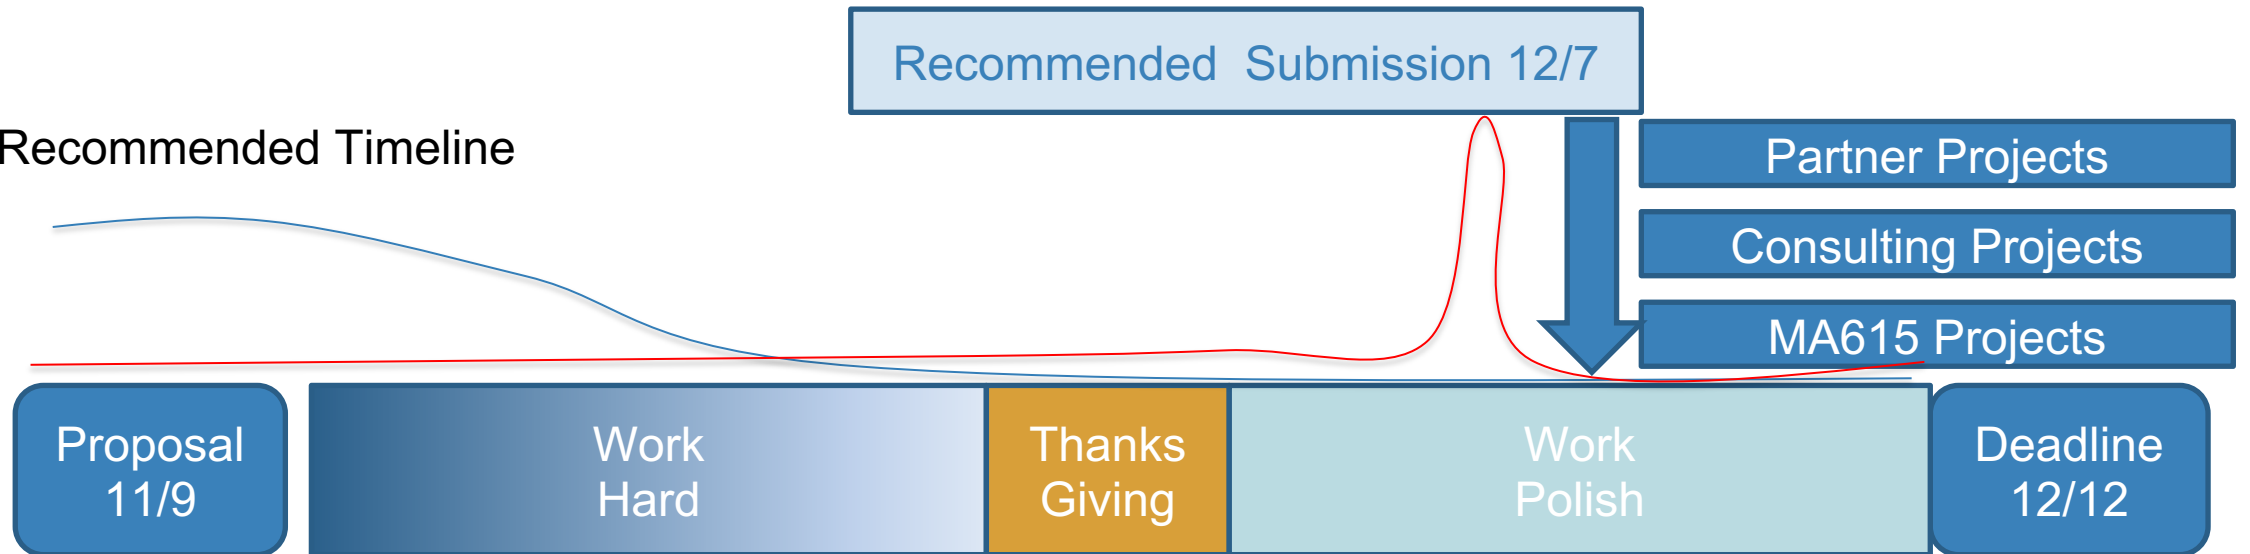 Recommended  Submission 12/7
Recommended Timeline
Partner Projects
Consulting Projects
MA615 Projects
Proposal
11/9
Work
Hard
Thanks
Giving
Work
Polish
Deadline
12/12